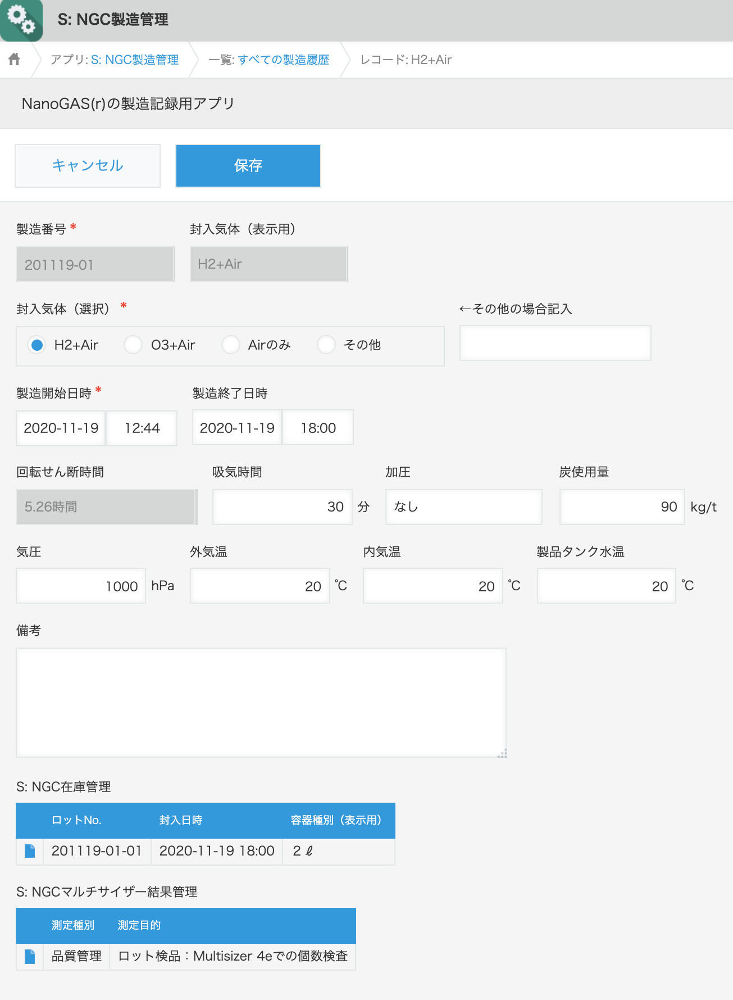 S: NGC製造管理
アプリ: S: NGC製造管理 一覧: すべての製造履歴 レコード: H2+Air
NanoGAS(r)の製造記録用アプリ
キャンセル 保存
製造番号 * 封入気体（表示用）
201119-01 H2+Air
封入気体（選択） * ←その他の場合記入
H2+Air O3+Air Airのみ その他
製造開始日時 * 製造終了日時
2020-11-19 12:44 2020-11-19 18:00
回転せん断時間 吸気時間 加圧 炭使用量
5.26時間 30 分 なし 90 kg/t
気圧 外気温 内気温 製品タンク水温
1000 hPa 20 ℃ 20 ℃ 20 ℃
備考
S: NGC在庫管理
ロットNo. 封入日時 容器種別（表示用）
201119-01-01 2020-11-19 18:00 2 ℓ
S: NGCマルチサイザー結果管理
測定種別 測定目的
品質管理 ロット検品：Multisizer 4eでの個数検査